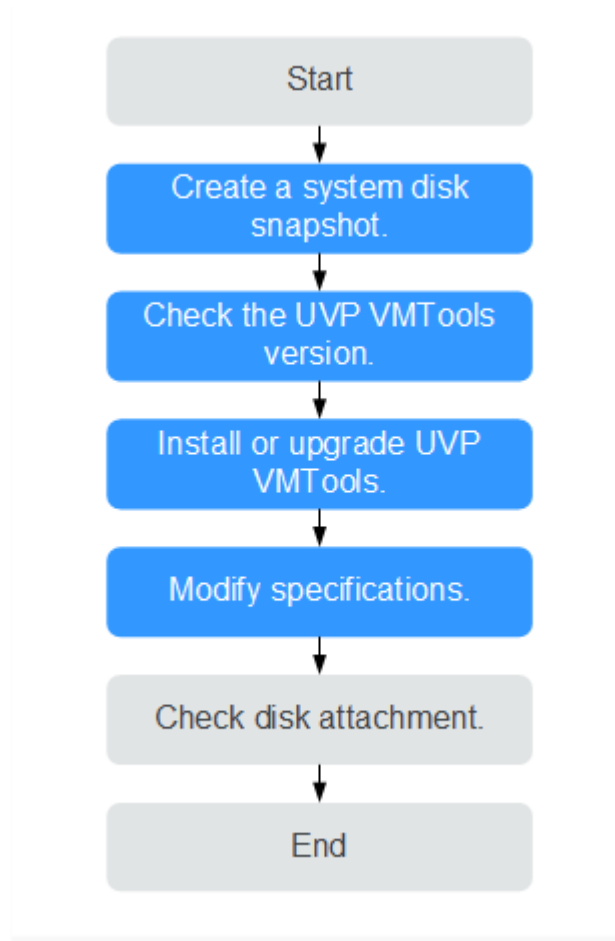 Start
Create a system disk
snapshot.
Check the UVP VMTools
version.
Install or upgrade UVP
VMTools.
Modify specifications.
Check disk attachment.
End